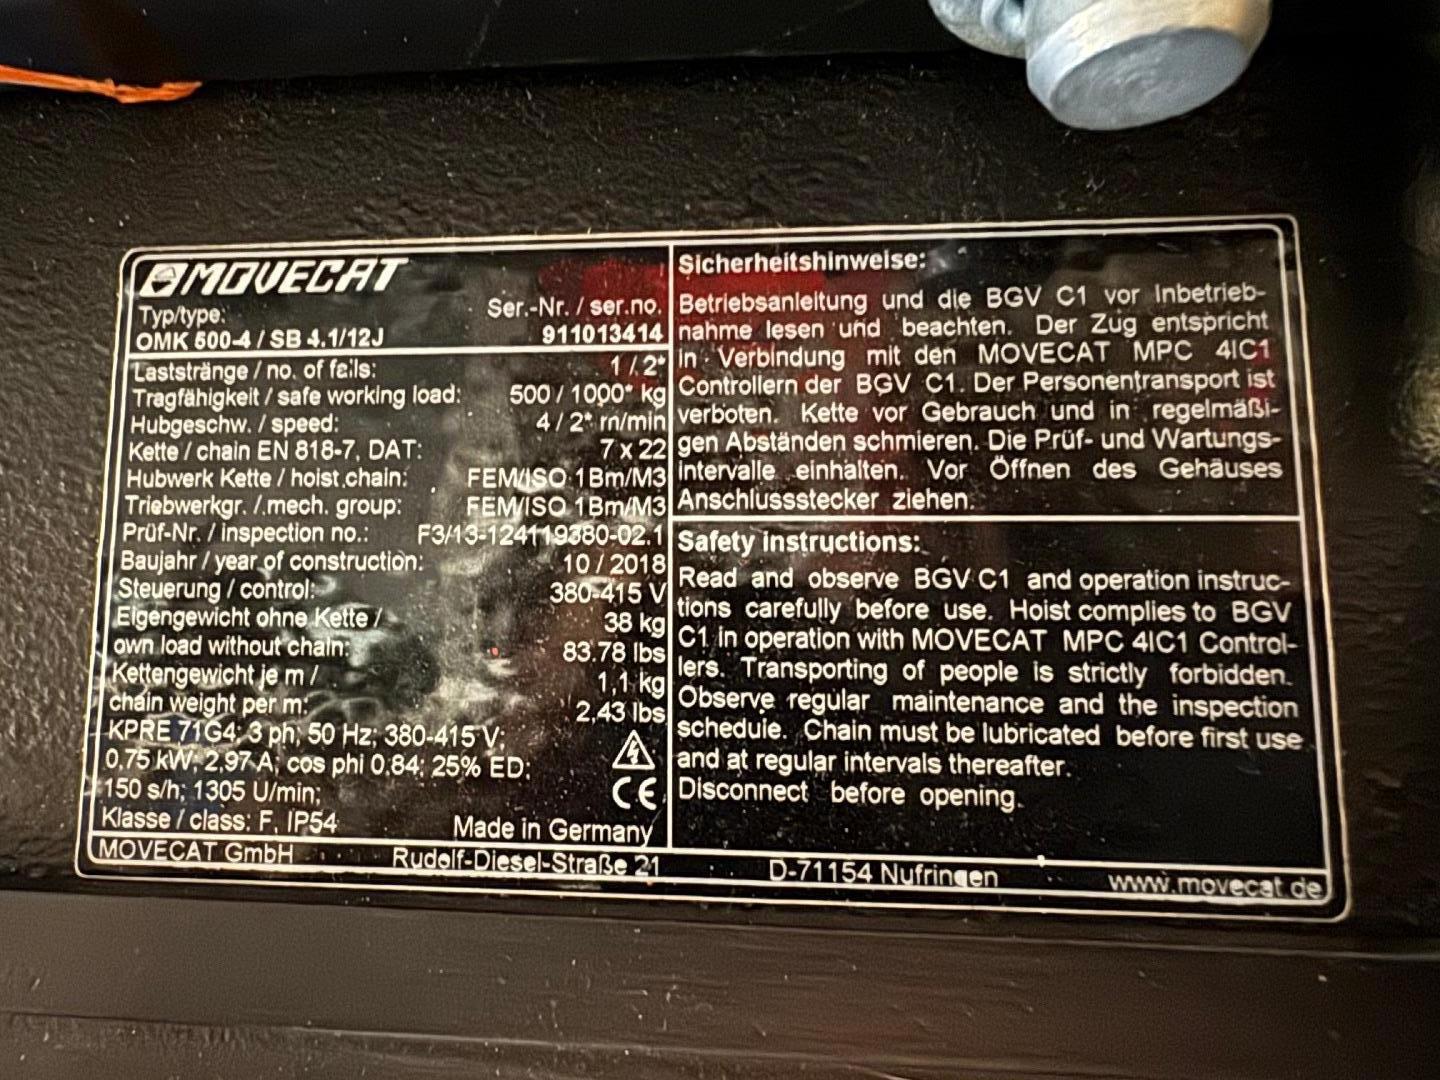 MOVECAT
Typ/type: Ser.-Nr. / ser.no.
OMK 500-4 / SB 4.1/12J 911013414
Laststränge / no. of falls: 1 / 2*
Tragfähigkeit / safe working load: 500 / 1000* kg
Hubgeschw. / speed: 4 / 2* m/min
Kette / chain EN 818-7, DAT: 7 x 22
Hubwerk Kette / hoist chain: FEM/ISO 1Bm/M3
Triebwerkgr. / mech. group: FEM/ISO 1Bm/M3
Prüf-Nr. / inspection no.: F3/13-124119380-02.1
Baujahr / year of construction: 10 / 2018
Steuerung / control: 380-415 V
Eigengewicht ohne Kette / 38 kg
own load without chain: 83.78 lbs
Kettengewicht je m / 1,1 kg
chain weight per m: 2,43 lbs
KPRE 71G4; 3 ph; 50 Hz; 380-415 V;
0,75 kW; 2,97 A; cos phi 0,84; 25% ED;
150 s/h; 1305 U/min;
CE
Klasse / class: F, IP54 Made in Germany
Sicherheitshinweise:
Betriebsanleitung und die BGV C1 vor Inbetrieb-
nahme lesen und beachten. Der Zug entspricht
in Verbindung mit den MOVECAT MPC 4IC1
Controllern der BGV C1. Der Personentransport ist
verboten. Kette vor Gebrauch und in regelmäßi-
gen Abständen schmieren. Die Prüf- und Wartungs-
intervalle einhalten. Vor Öffnen des Gehäuses
Anschlussstecker ziehen.
Safety instructions:
Read and observe BGV C1 and operation instruc-
tions carefully before use. Hoist complies to BGV
C1 in operation with MOVECAT MPC 4IC1 Control-
lers. Transporting of people is strictly forbidden.
Observe regular maintenance and the inspection
schedule. Chain must be lubricated before first use
and at regular intervals thereafter.
Disconnect before opening.
MOVECAT GmbH Rudolf-Diesel-Straße 21 D-71154 Nufringen www.movecat.de